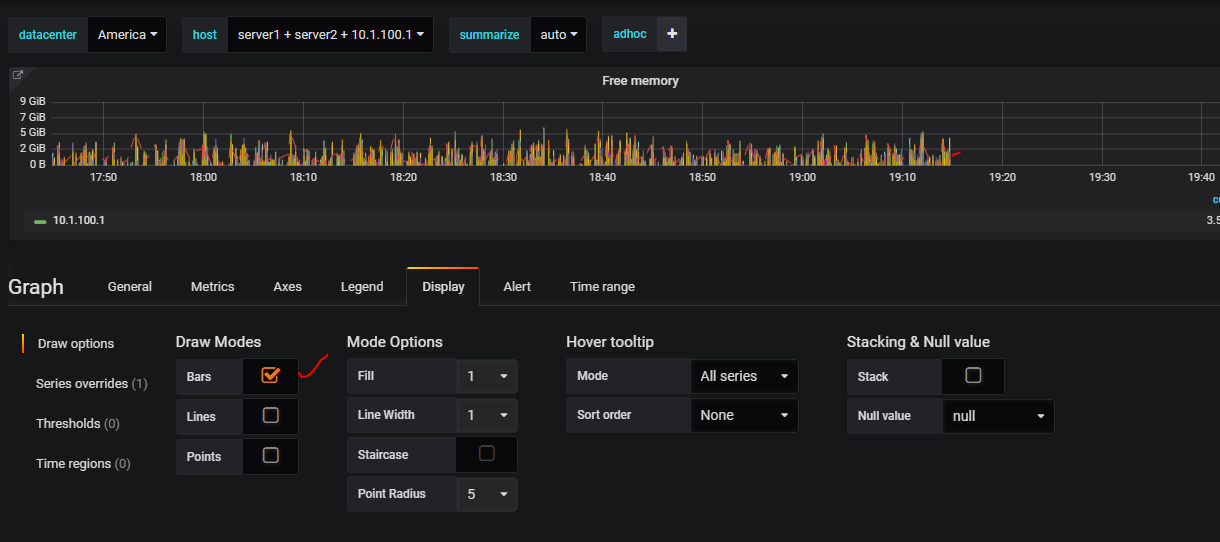 datacenter America host server1 + server2 + 10.1.100.1 summarize auto adhoc +
Free memory
9 GiB
7 GiB
5 GiB
2 GiB
0 B
17:50 18:00 18:10 18:20 18:30 18:40 18:50 19:00 19:10 19:20 19:30 19:40
10.1.100.1 3.5
Graph General Metrics Axes Legend Display Alert Time range
Draw options
Series overrides (1)
Thresholds (0)
Time regions (0)
Draw Modes
Bars
Lines
Points
Mode Options
Fill 1
Line Width 1
Staircase
Point Radius 5
Hover tooltip
Mode All series
Sort order None
Stacking & Null value
Stack
Null value null